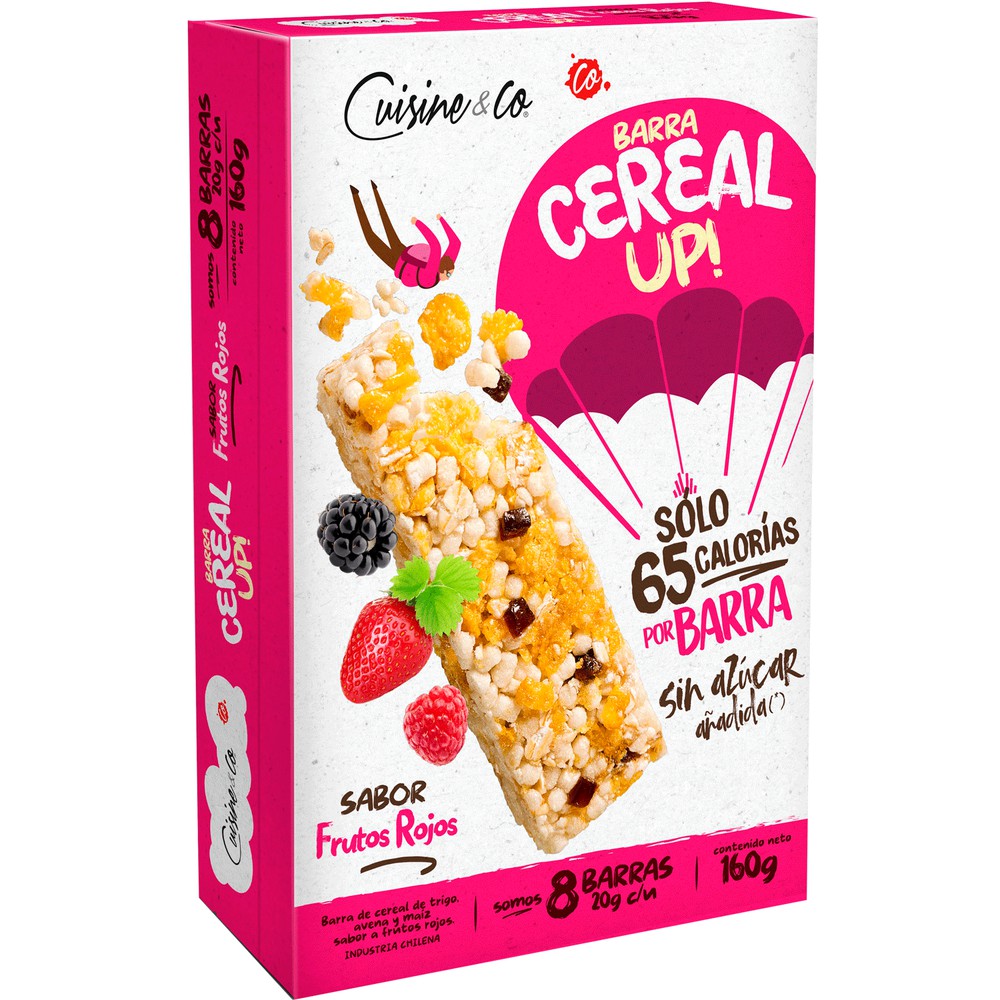 Cuisine & Co®
Co.
BARRA
CEREAL
UP!
SÓLO
65 CALORÍAS
POR BARRA
sin azúcar
añadida(*)
SABOR
Frutos Rojos
Barra de cereal de trigo,
avena y maíz
sabor a frutos rojos.
INDUSTRIA CHILENA
somos 8 BARRAS
20g c/u
contenido neto
160g
somos 8 BARRAS
20g c/u
contenido
neto
160g
SABOR
Frutos Rojos
BARRA
CEREAL
UP!
Cuisine & Co
Co.